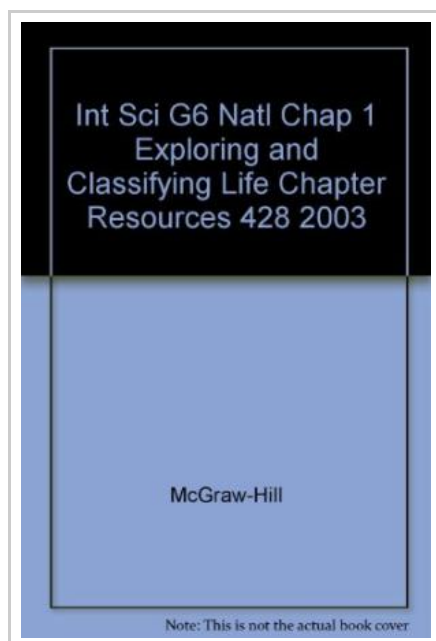 Int Sci G6 Natl Chap 1
Exploring and
Classifying Life Chapter
Resources 428 2003
McGraw-Hill
Note: This is not the actual book cover